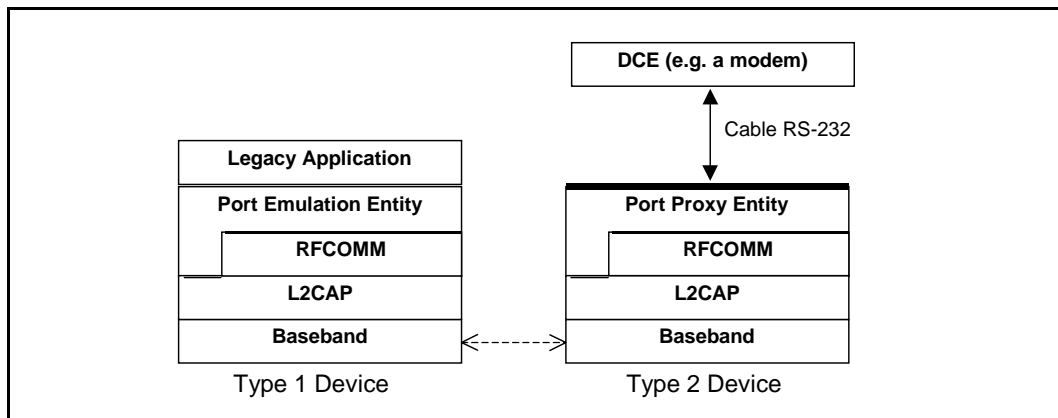 DCE (e.g. a modem)
Cable RS-232
Legacy Application
Port Emulation Entity
RFCOMM
L2CAP
Baseband
Type 1 Device
Port Proxy Entity
RFCOMM
L2CAP
Baseband
Type 2 Device